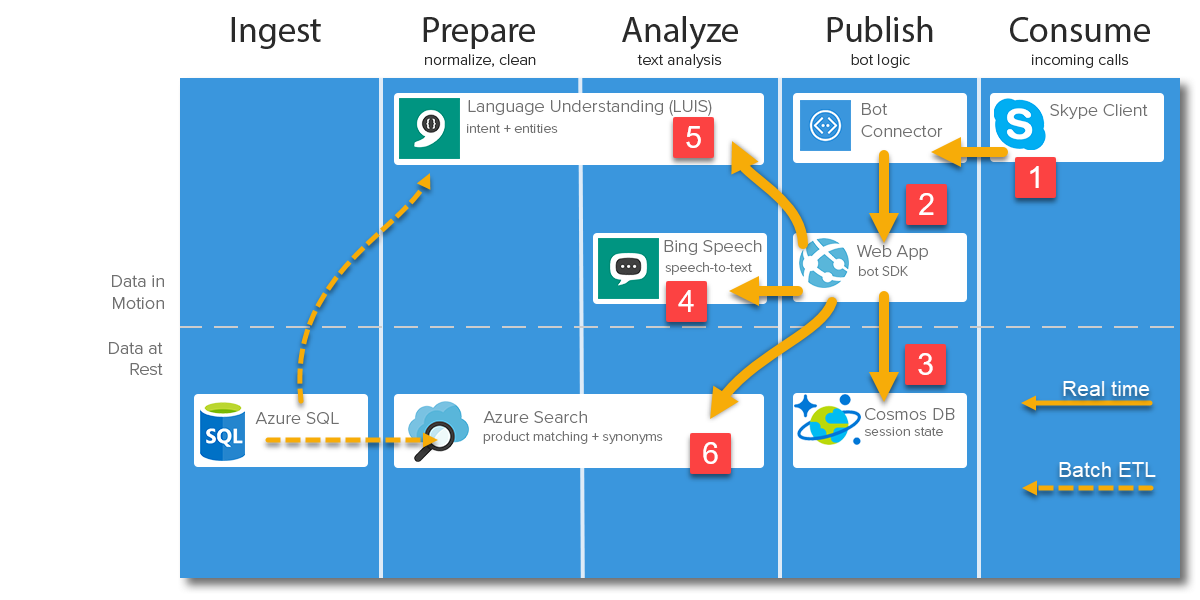 Ingest
Prepare
normalize, clean
Analyze
text analysis
Publish
bot logic
Consume
incoming calls
Language Understanding (LUIS)
intent + entities
5
Bot
Connector
S
Skype Client
1
2
Bing Speech
speech-to-text
4
Web App
bot SDK
Data in
Motion
Data at
Rest
3
SQL
Azure SQL
Azure Search
product matching + synonyms
6
Cosmos DB
session state
Real time
Batch ETL